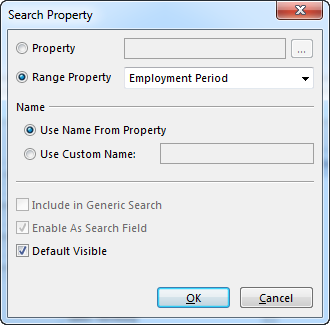 Search Property
Property
...
Range Property Employment Period
Name
Use Name From Property
Use Custom Name:
Include in Generic Search
Enable As Search Field
Default Visible
OK Cancel